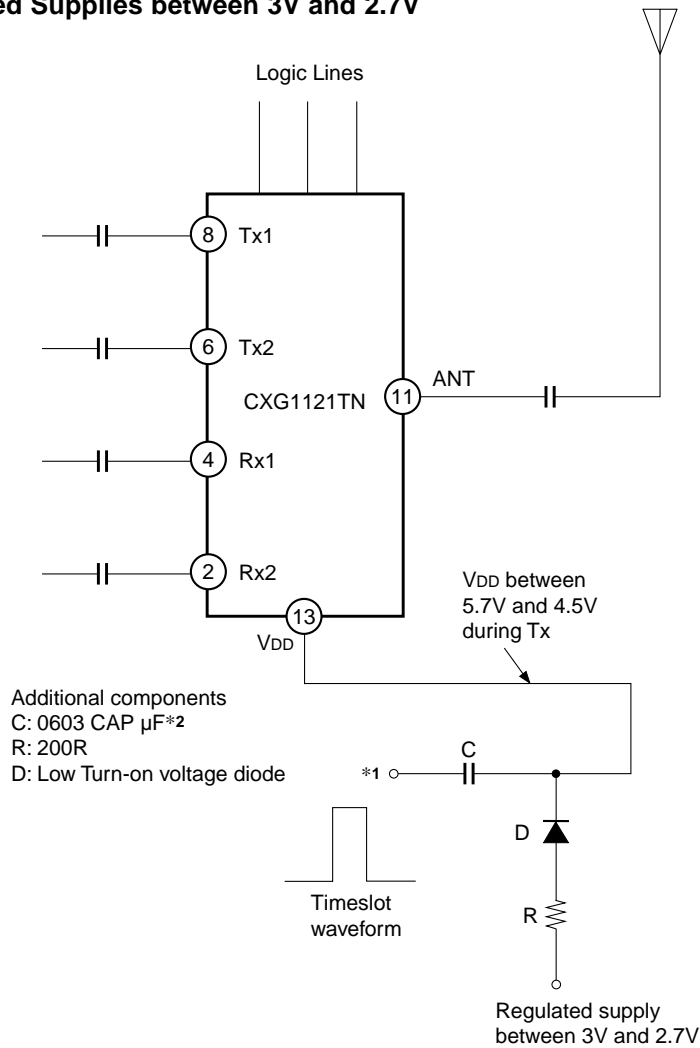 ed Supplies between 3V and 2.7V
Logic Lines
8 Tx1
6 Tx2
CXG1121TN
11 ANT
4 Rx1
2 Rx2
13
VDD
VDD between
5.7V and 4.5V
during Tx
Additional components
C: 0603 CAP µF*2
R: 200R
D: Low Turn-on voltage diode
*1
C
D
Timeslot
waveform
R
Regulated supply
between 3V and 2.7V